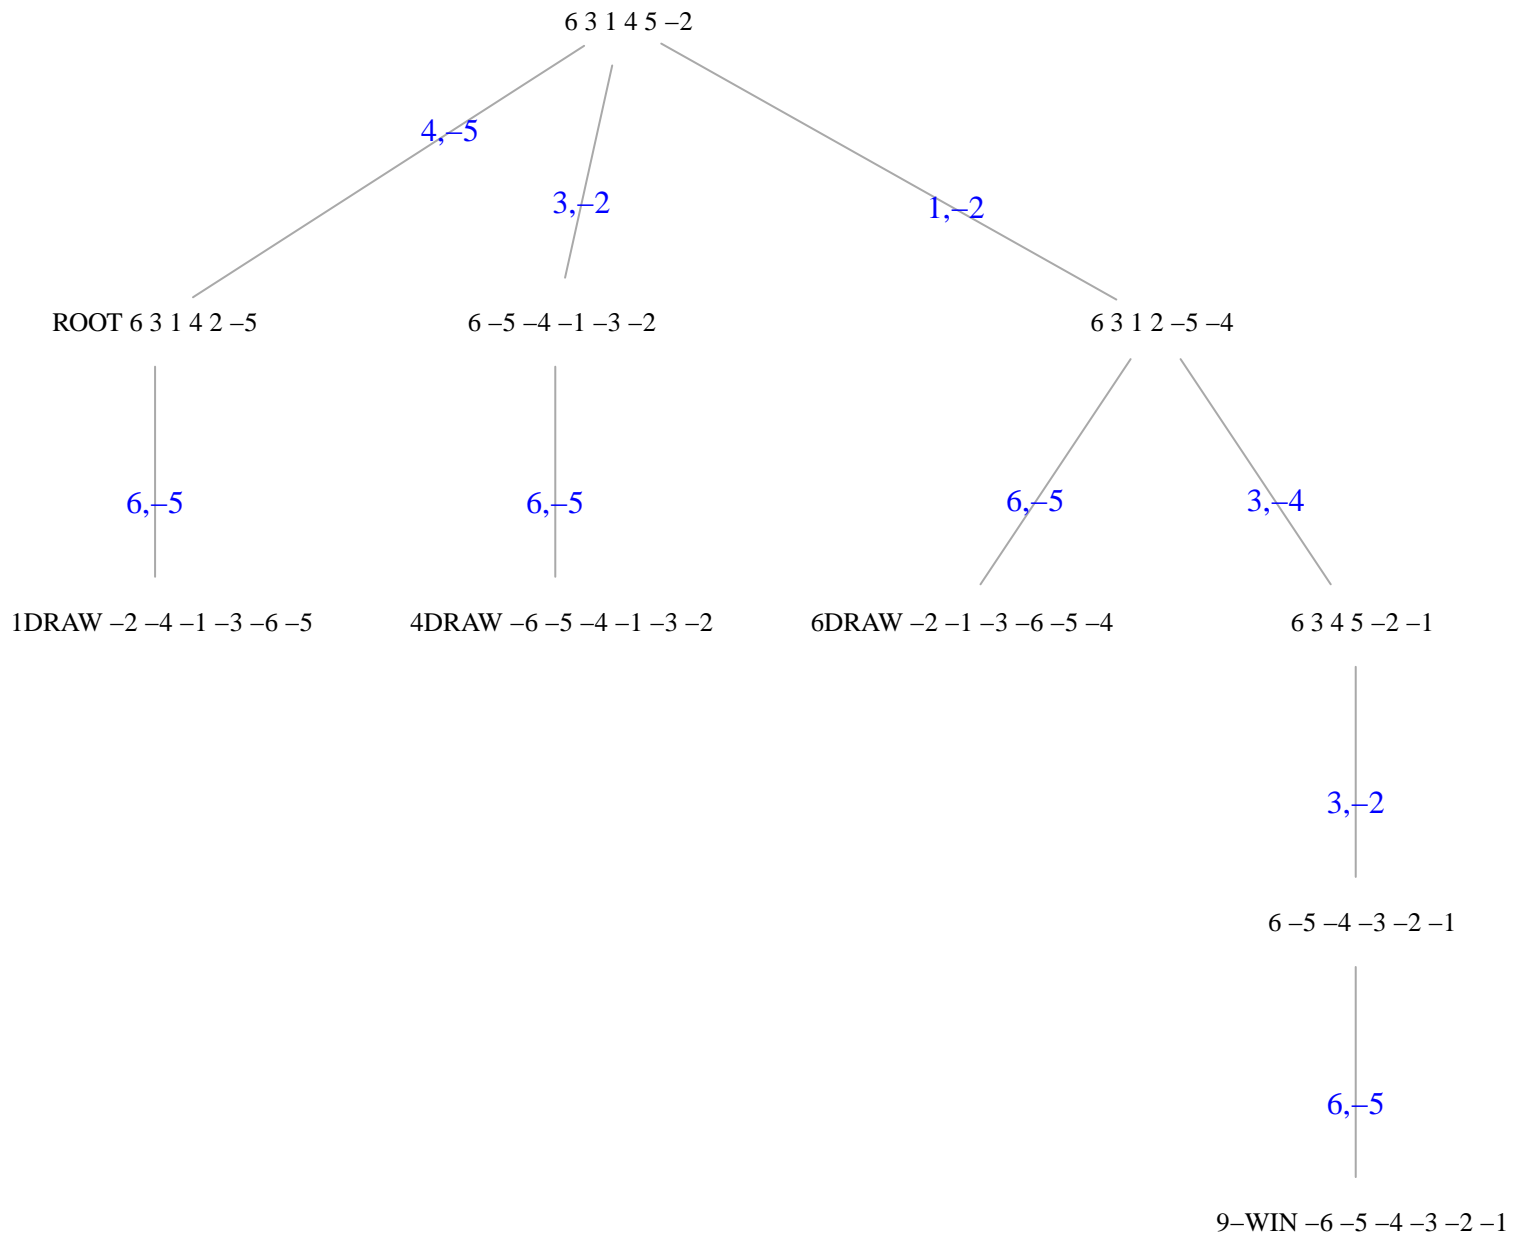 6 3 1 4 5 –2
4,–5
3,–2
1,–2
ROOT 6 3 1 4 2 –5
6 –5 –4 –1 –3 –2
6 3 1 2 –5 –4
6,–5
6,–5
6,–5
3,–4
1DRAW –2 –4 –1 –3 –6 –5
4DRAW –6 –5 –4 –1 –3 –2
6DRAW –2 –1 –3 –6 –5 –4
6 3 4 5 –2 –1
3,–2
6 –5 –4 –3 –2 –1
6,–5
9–WIN –6 –5 –4 –3 –2 –1